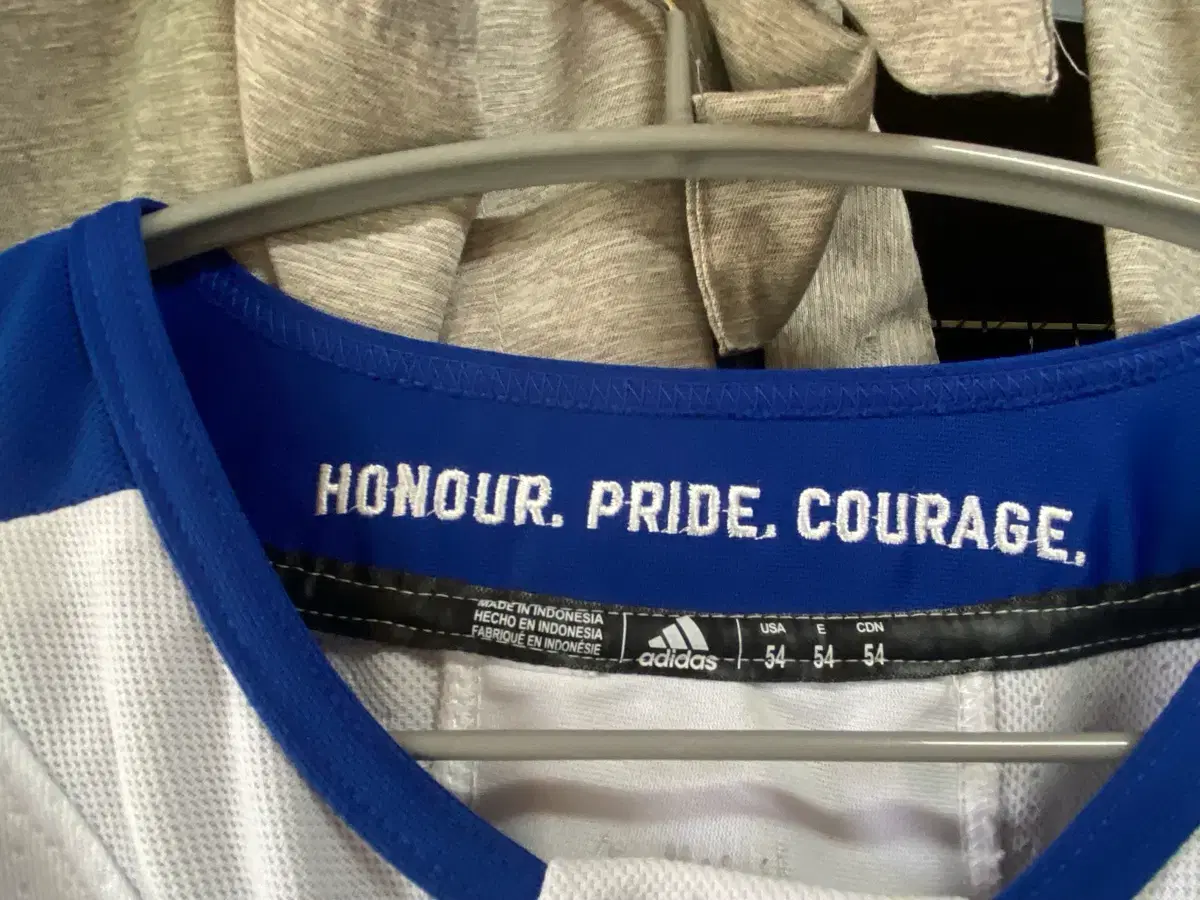 HONOUR. PRIDE. COURAGE.
MADE IN INDONESIA
HECHO EN INDONESIA
FABRIQUÉ EN INDONÉSIE
adidas
USA E CDN
54 54 54